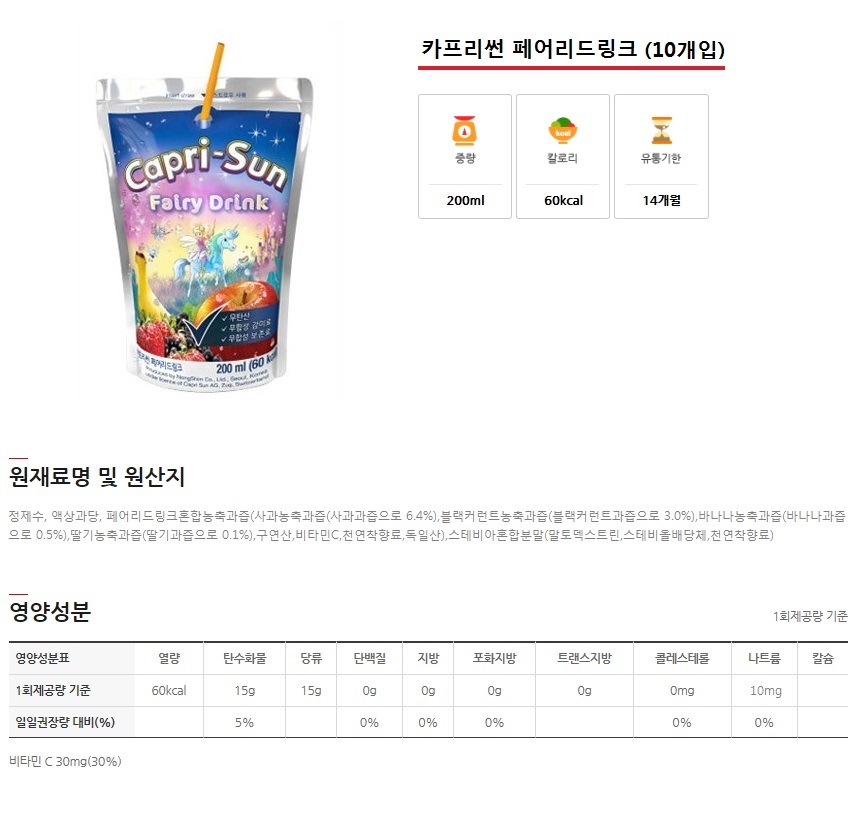 카프리썬 페어리드링크 (10개입)
Capri-Sun
Fairy Drink
✓무탄산
✓무합성 감미료
✓무합성 보존료
페어리드링크
200 ml (60 kcal
Produced by NongShim Co., Ltd., Seoul, Korea
under licence of Capri Sun AG, Zug, Switzerland
중량
칼로리
유통기한
kcal
200ml
60kcal
14개월
원재료명 및 원산지
정제수, 액상과당, 페어리드링크혼합농축과즙(사과농축과즙(사과과즙으로 6.4%),블랙커런트농축과즙(블랙커런트과즙으로 3.0%),바나나농축과즙(바나나과즙
으로 0.5%),딸기농축과즙(딸기과즙으로 0.1%),구연산,비타민C,천연착향료,독일산),스테비아혼합분말(말토덱스트린,스테비올배당체,천연착향료)
영양성분
1회제공량 기준
영양성분표 열량 탄수화물 당류 단백질 지방 포화지방 트랜스지방 콜레스테롤 나트륨 칼슘
1회제공량 기준 60kcal 15g 15g 0g 0g 0g 0g 0mg 10mg
일일권장량 대비(%) 5% 0% 0% 0% 0% 0%
비타민 C 30mg(30%)